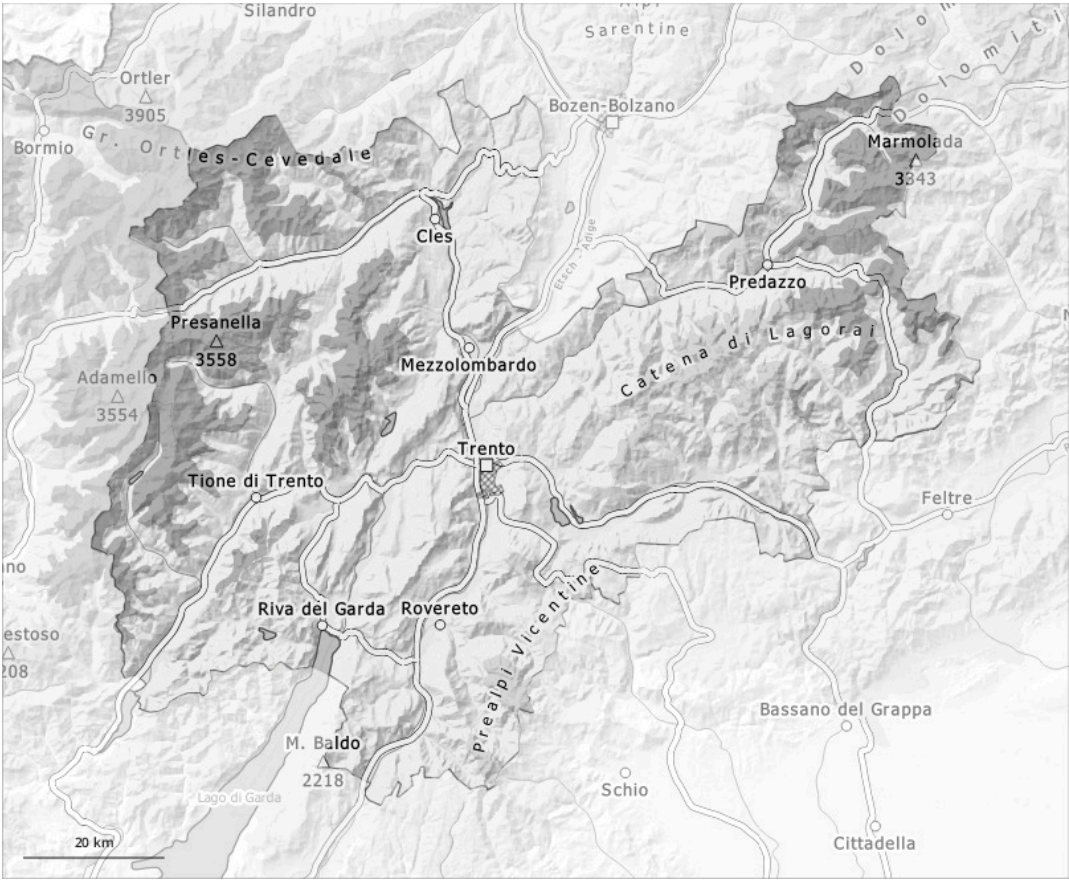 Silandro
Sarentine
Dolom
Dolomiti
Ortler
3905
Bozen-Bolzano
Bormio
Gr. Ortles-Cevedale
Marmolada
3343
Cles
Etsch - Adige
Predazzo
Presanella
3558
Catena di Lagorai
Mezzolombardo
Adamello
3554
Trento
Tione di Trento
Feltre
Riva del Garda
Rovereto
estoso
208
Prealpi Vicentine
Bassano del Grappa
M. Baldo
2218
Schio
Lago di Garda
Cittadella
20 km